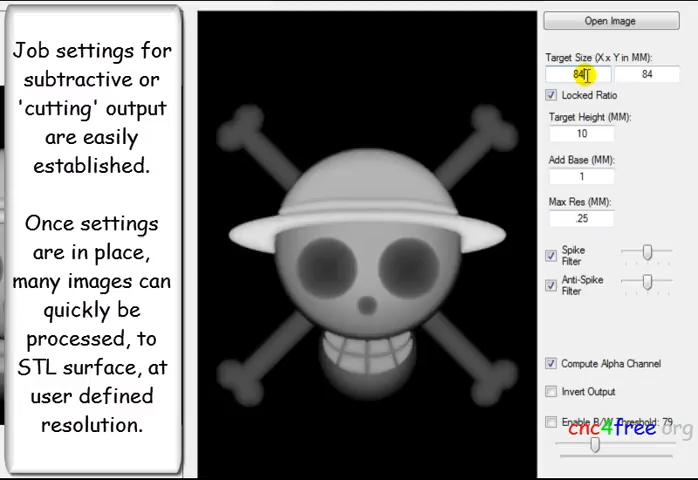 Job settings for
subtractive or
'cutting' output
are easily
established.
Once settings
are in place,
many images can
quickly be
processed, to
STL surface, at
user defined
resolution.
Open Image
Target Size (X x Y in MM):
84 84
Locked Ratio
Target Height (MM):
10
Add Base (MM):
1
Max Res (MM):
.25
Spike
Filter
Anti-Spike
Filter
Compute Alpha Channel
Invert Output
Enable B/W Threshold: 79
cnc4free.org